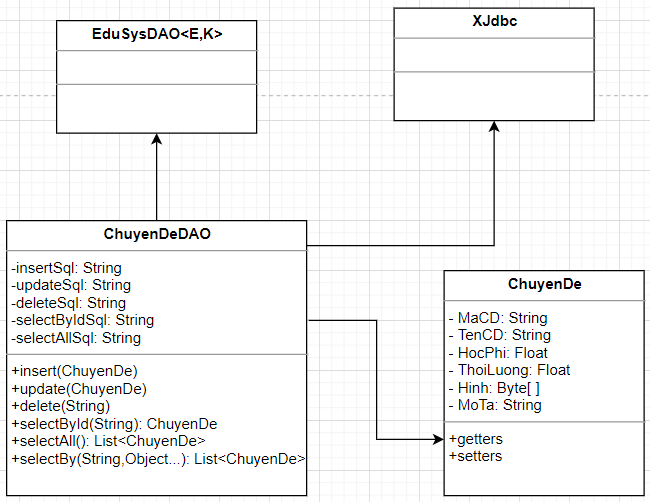 EduSysDAO<E,K>
XJdbc
ChuyenDeDAO
-insertSql: String
-updateSql: String
-deleteSql: String
-selectByIdSql: String
-selectAllSql: String
+insert(ChuyenDe)
+update(ChuyenDe)
+delete(String)
+selectById(String): ChuyenDe
+selectAll(): List<ChuyenDe>
+selectBy(String,Object...): List<ChuyenDe>
ChuyenDe
- MaCD: String
- TenCD: String
- HocPhi: Float
- ThoiLuong: Float
- Hinh: Byte[ ]
- MoTa: String
+getters
+setters